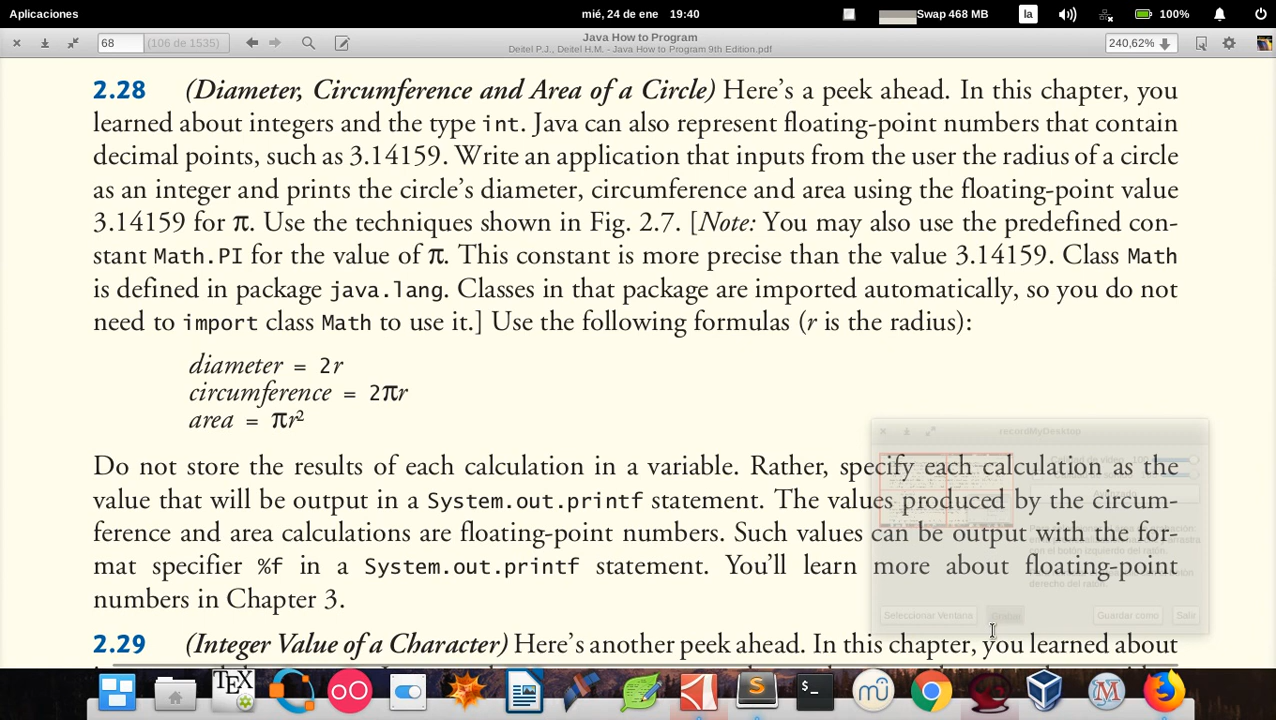 Aplicaciones mié, 24 de ene 19:40 Swap 468 MB la 100%
68 (106 de 1535) Java How to Program 240,62%
Deitel P.J., Deitel H.M. - Java How to Program 9th Edition.pdf
2.28 (Diameter, Circumference and Area of a Circle) Here’s a peek ahead. In this chapter, you
learned about integers and the type int. Java can also represent floating-point numbers that contain
decimal points, such as 3.14159. Write an application that inputs from the user the radius of a circle
as an integer and prints the circle’s diameter, circumference and area using the floating-point value
3.14159 for π. Use the techniques shown in Fig. 2.7. [Note: You may also use the predefined con-
stant Math.PI for the value of π. This constant is more precise than the value 3.14159. Class Math
is defined in package java.lang. Classes in that package are imported automatically, so you do not
need to import class Math to use it.] Use the following formulas (r is the radius):
diameter = 2r
circumference = 2πr
area = πr²
recordMyDesktop
Do not store the results of each calculation in a variable. Rather, specify each calculation as the
value that will be output in a System.out.printf statement. The values produced by the circum-
ference and area calculations are floating-point numbers. Such values can be output with the for-
mat specifier %f in a System.out.printf statement. You’ll learn more about floating-point
numbers in Chapter 3.
derecho del ratón.
Seleccionar Ventana Guardar como Salir
2.29 (Integer Value of a Character) Here’s another peek ahead. In this chapter, you learned about
TEX